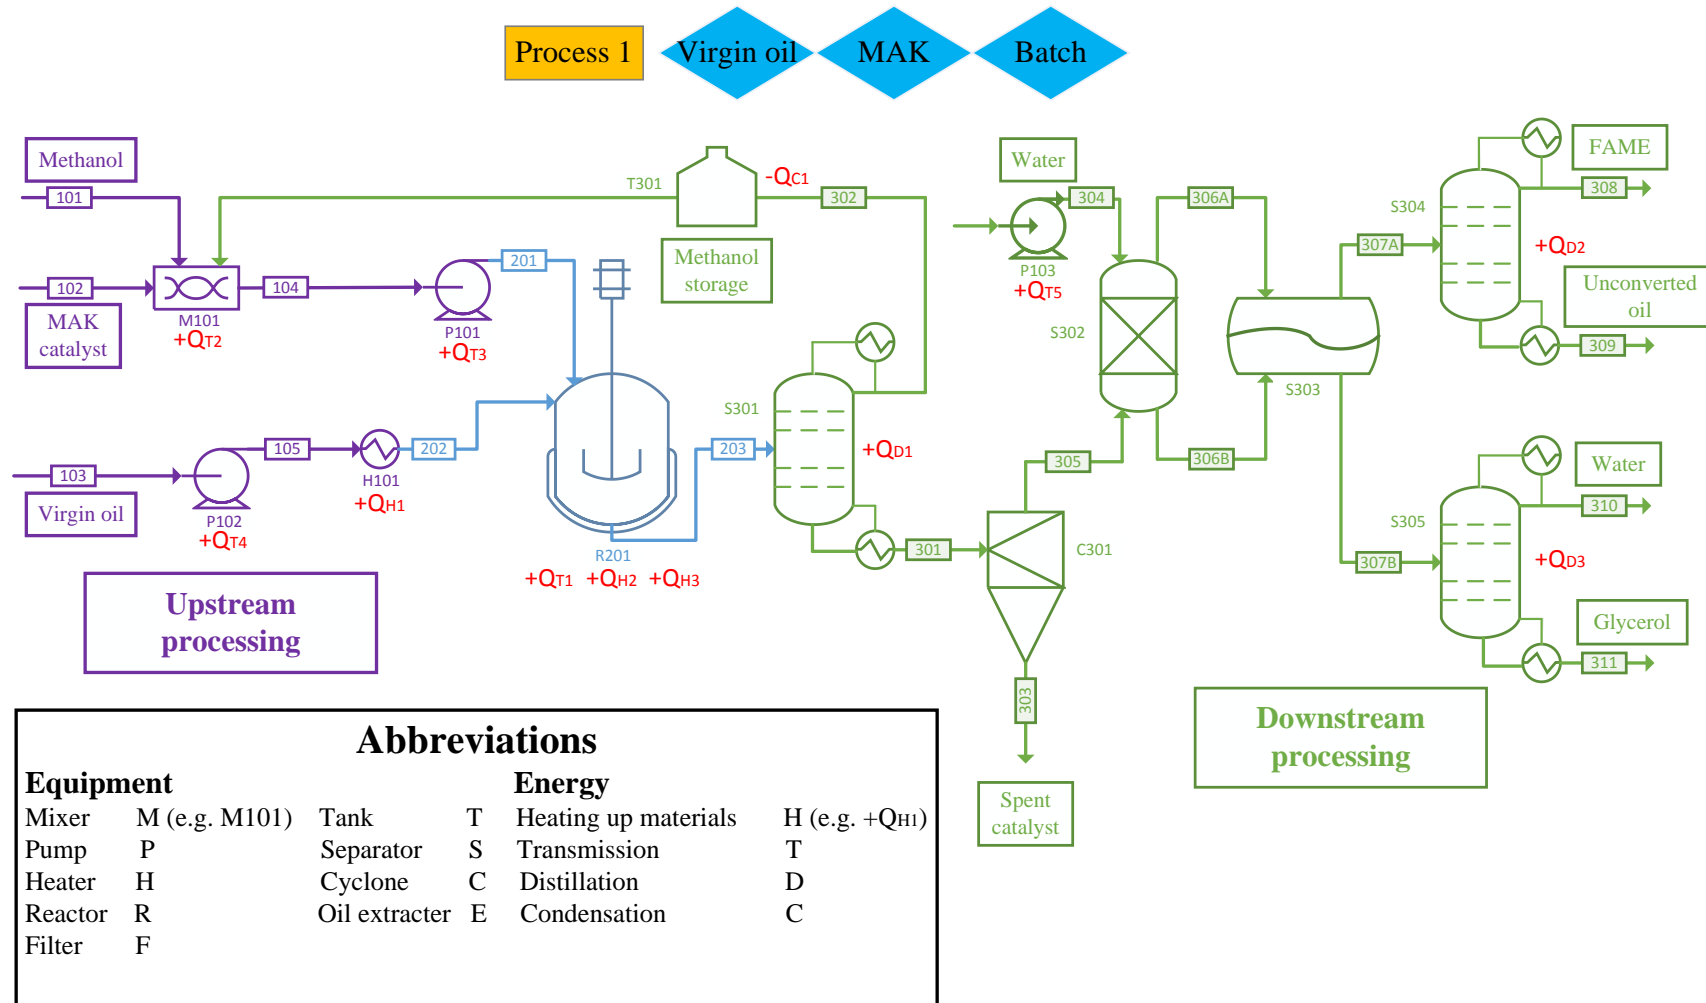 Process 1
Virgin oil
MAK
Batch
Methanol
101
102
MAK
catalyst
M101
+QT2
104
P101
+QT3
201
103
Virgin oil
P102
+QT4
105
H101
+QH1
202
R201
+QT1 +QH2 +QH3
203
T301
-QC1
302
Methanol
storage
S301
+QD1
301
C301
303
Spent
catalyst
305
Water
304
P103
+QT5
S302
306A
306B
S303
307A
307B
S304
+QD2
FAME
308
Unconverted
oil
309
S305
+QD3
Water
310
Glycerol
311
Upstream
processing
Downstream
processing
Abbreviations
Equipment Energy
Mixer M (e.g. M101) Tank T Heating up materials H (e.g. +QH1)
Pump P Separator S Transmission T
Heater H Cyclone C Distillation D
Reactor R Oil extracter E Condensation C
Filter F